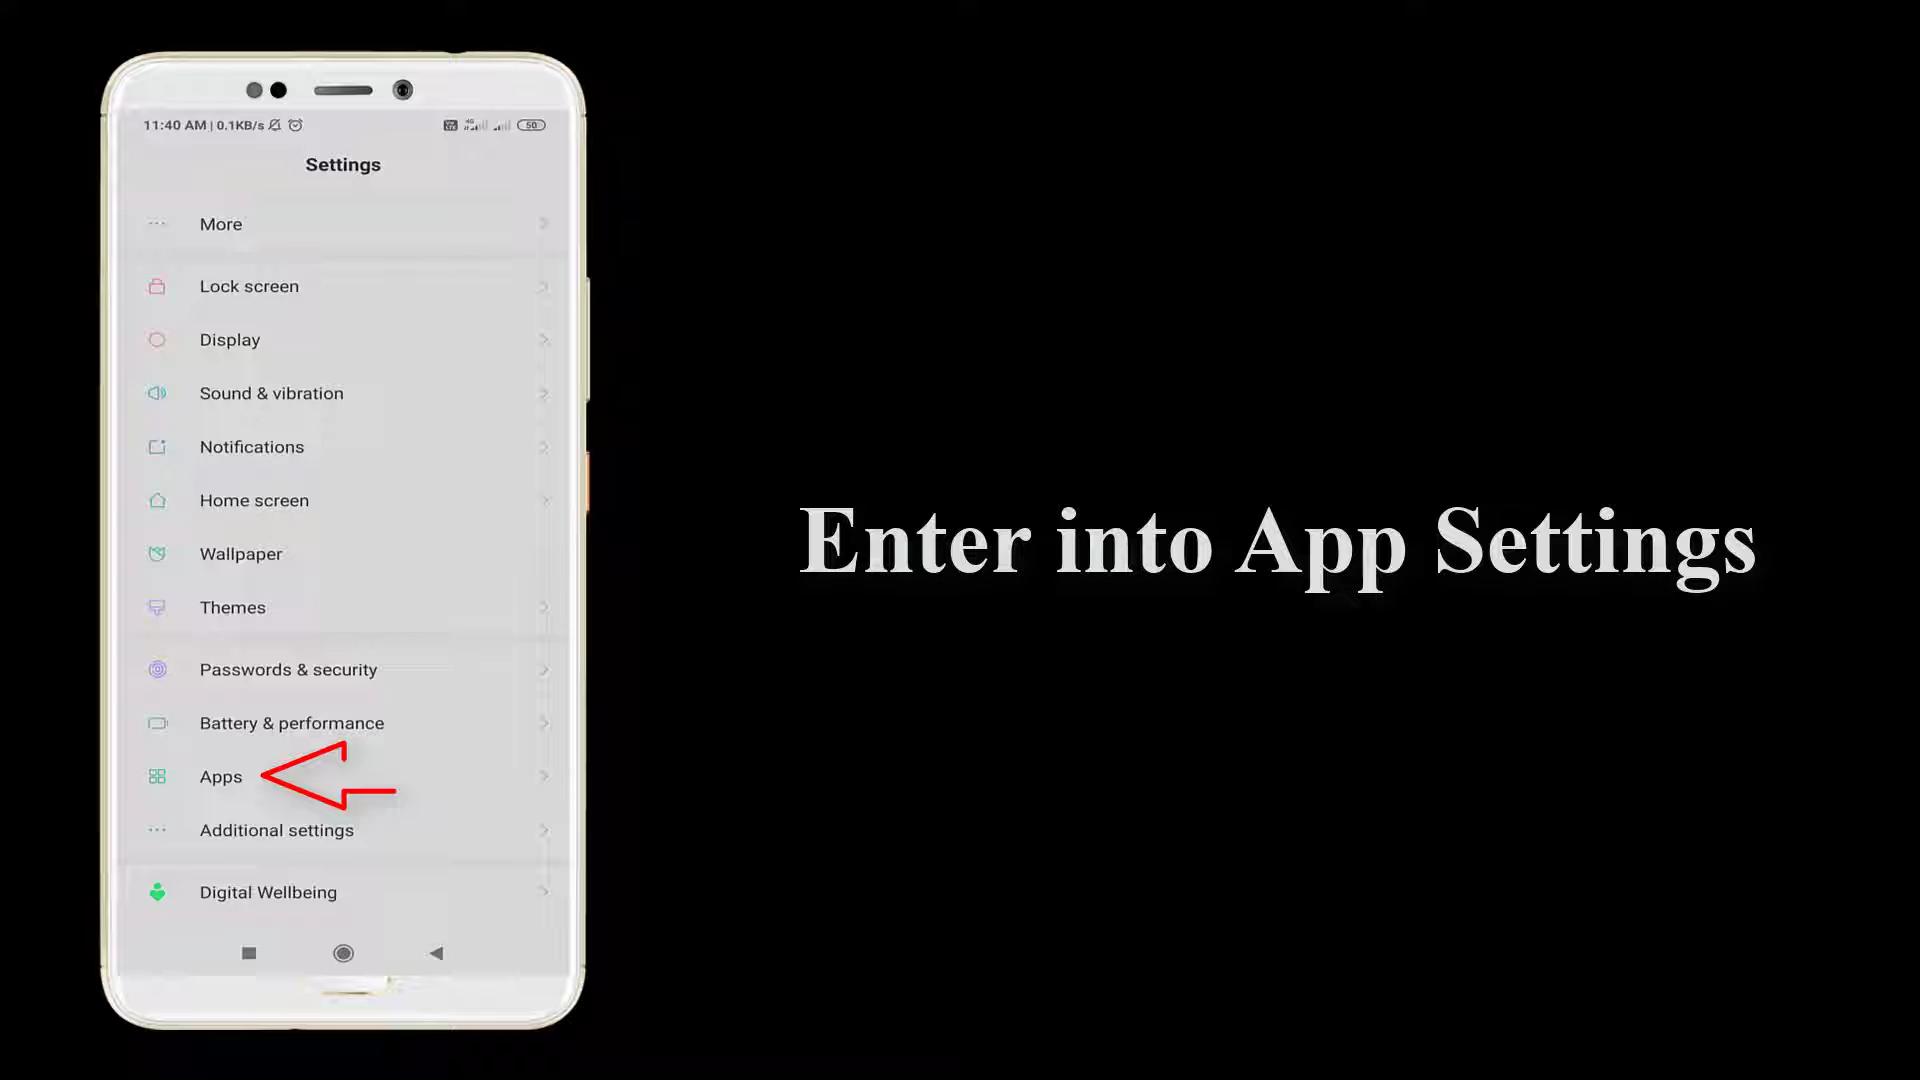 11:40 AM | 0.1KB/s
4G
50
Settings
More
Lock screen
Display
Sound & vibration
Notifications
Home screen
Wallpaper
Themes
Passwords & security
Battery & performance
Apps
Additional settings
Digital Wellbeing
Enter into App Settings